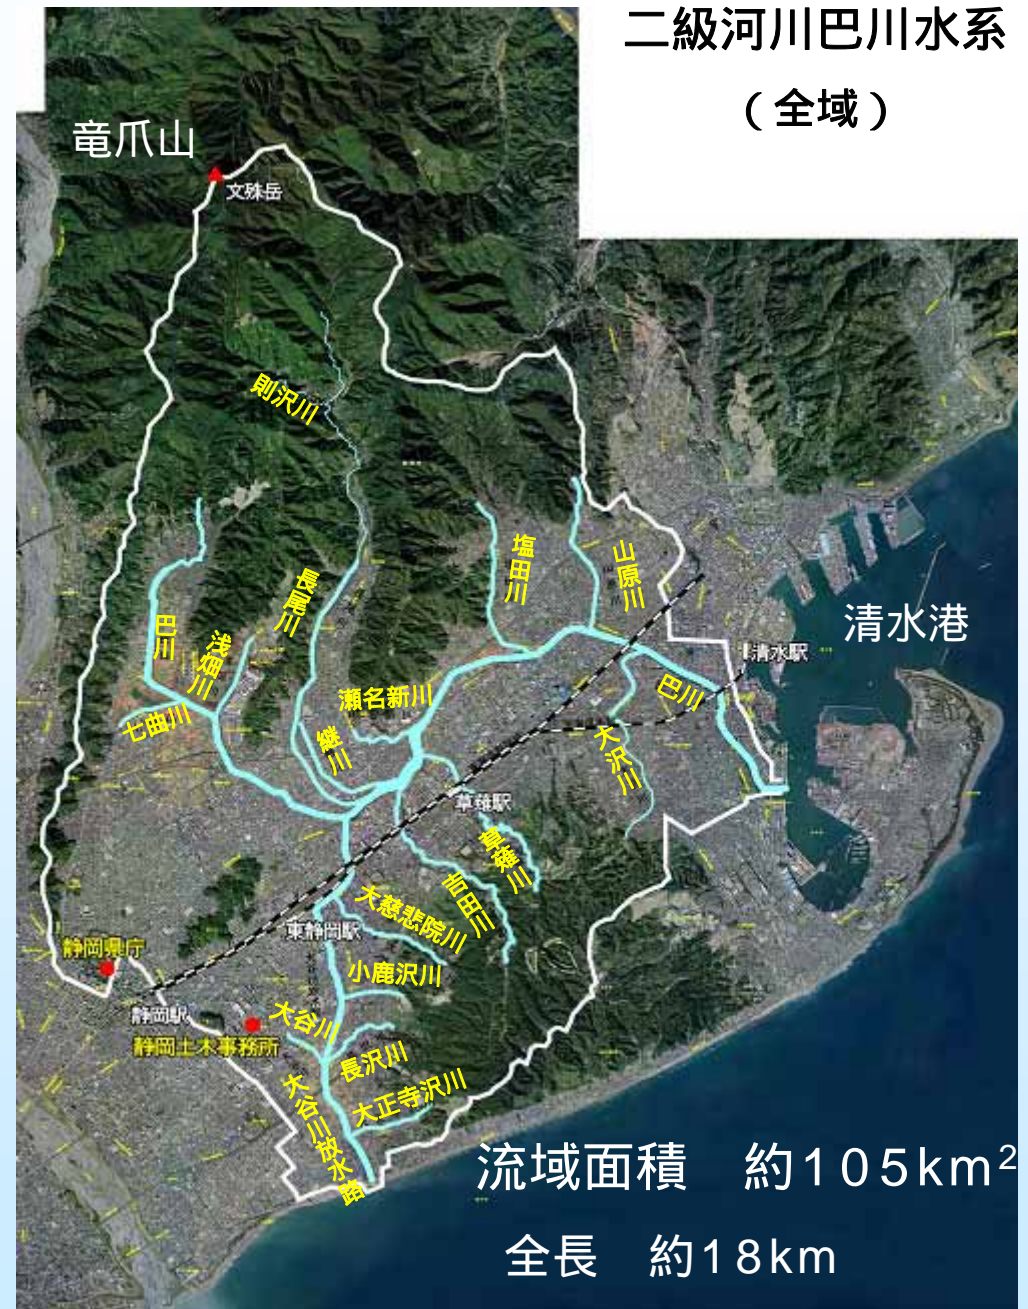 二級河川巴川水系
（全域）
竜爪山
文殊岳
則沢川
塩田川
山原川
長尾川
巴川
浅畑川
清水港
清水駅
瀬名新川
巴川
七曲川
継川
大沢川
草薙駅
草薙川
吉田川
大慈悲院川
東静岡駅
静岡県庁
小鹿沢川
静岡駅
大谷川
静岡土木事務所
長沢川
大正寺沢川
大谷川放水路
流域面積　約105km²
全長　約18km